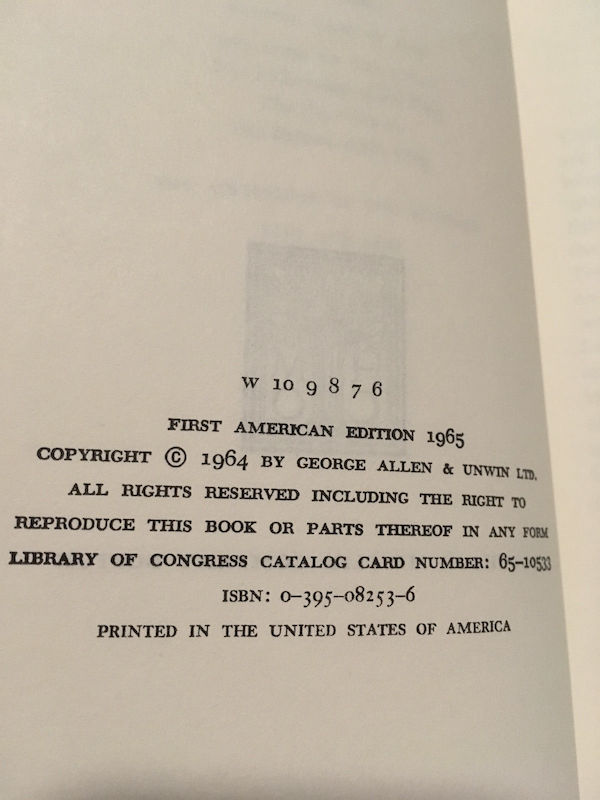 W 10 9 8 7 6
FIRST AMERICAN EDITION 1965
COPYRIGHT © 1964 BY GEORGE ALLEN & UNWIN LTD.
ALL RIGHTS RESERVED INCLUDING THE RIGHT TO
REPRODUCE THIS BOOK OR PARTS THEREOF IN ANY FORM
LIBRARY OF CONGRESS CATALOG CARD NUMBER: 65-10533
ISBN: 0-395-08253-6
PRINTED IN THE UNITED STATES OF AMERICA